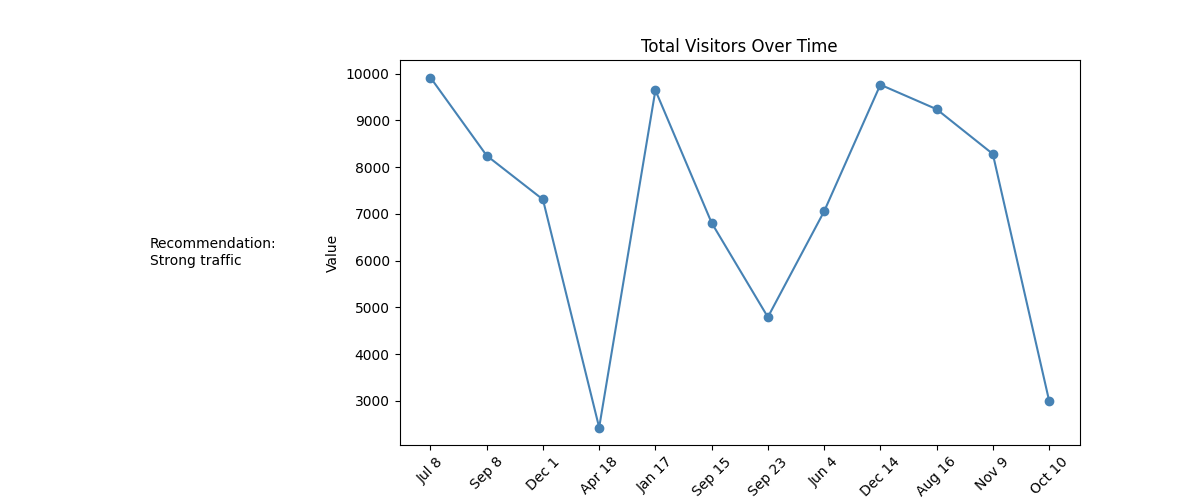 Total Visitors Over Time
Recommendation:
Strong traffic
Value
10000
9000
8000
7000
6000
5000
4000
3000
Jul 8
Sep 8
Dec 1
Apr 18
Jan 17
Sep 15
Sep 23
Jun 4
Dec 14
Aug 16
Nov 9
Oct 10